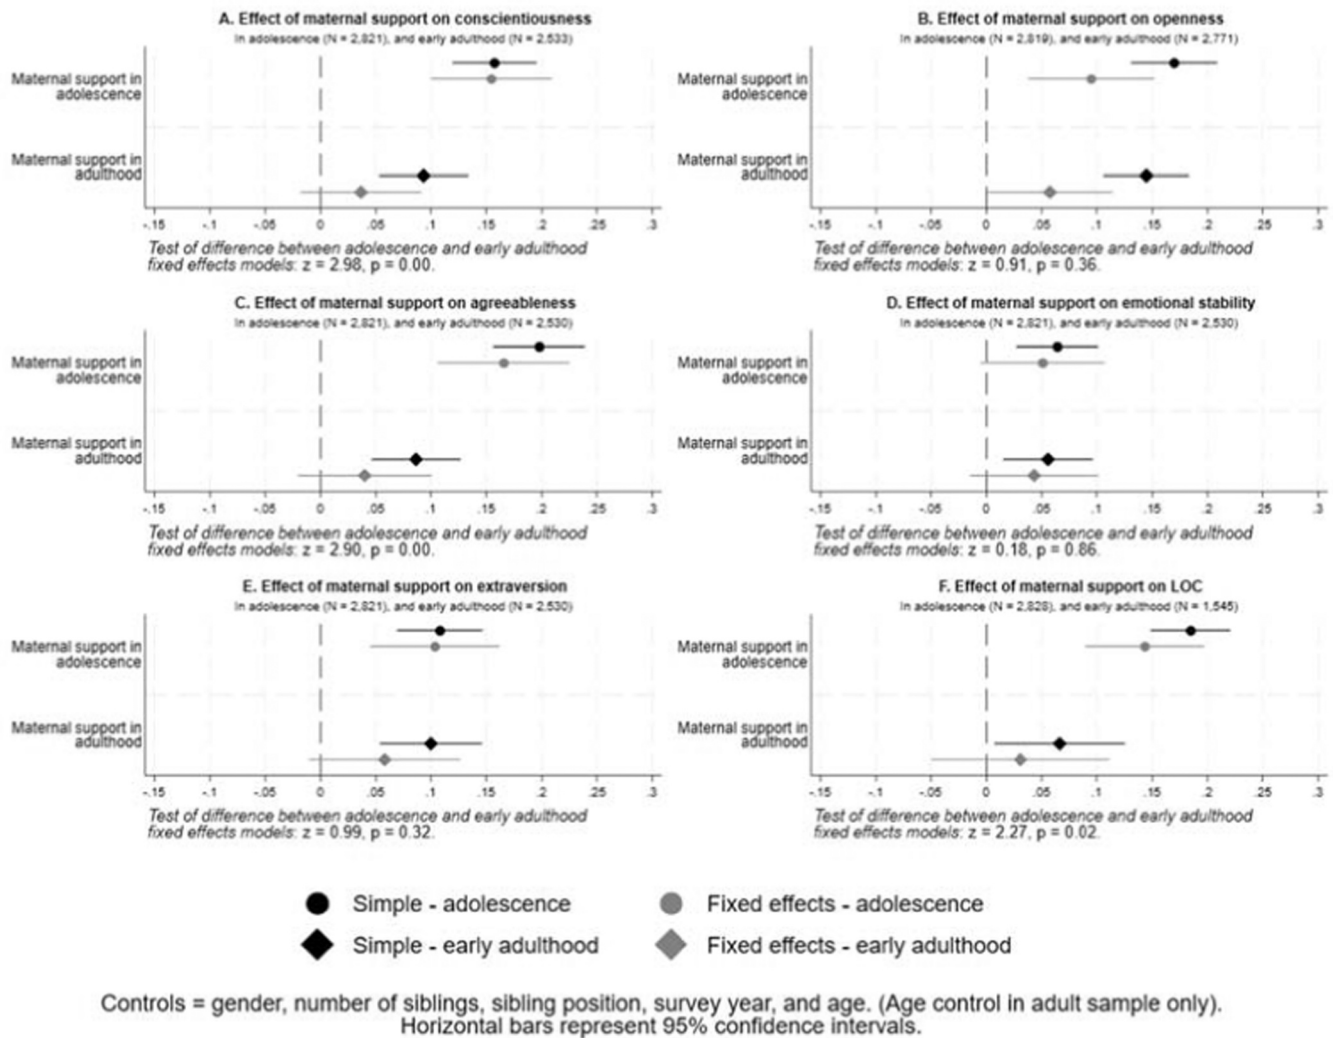 A. Effect of maternal support on conscientiousness
In adolescence (N = 2,821), and early adulthood (N = 2,533)
Maternal support in
adolescence
Maternal support in
adulthood
-.15 -.1 -.05 0 .05 .1 .15 .2 .25 .3
Test of difference between adolescence and early adulthood
fixed effects models: z = 2.98, p = 0.00.
B. Effect of maternal support on openness
In adolescence (N = 2,819), and early adulthood (N = 2,771)
Maternal support in
adolescence
Maternal support in
adulthood
-.15 -.1 -.05 0 .05 .1 .15 .2 .25 .3
Test of difference between adolescence and early adulthood
fixed effects models: z = 0.91, p = 0.36.
C. Effect of maternal support on agreeableness
In adolescence (N = 2,821), and early adulthood (N = 2,530)
Maternal support in
adolescence
Maternal support in
adulthood
-.15 -.1 -.05 0 .05 .1 .15 .2 .25 .3
Test of difference between adolescence and early adulthood
fixed effects models: z = 2.90, p = 0.00.
D. Effect of maternal support on emotional stability
In adolescence (N = 2,821), and early adulthood (N = 2,530)
Maternal support in
adolescence
Maternal support in
adulthood
-.15 -.1 -.05 0 .05 .1 .15 .2 .25 .3
Test of difference between adolescence and early adulthood
fixed effects models: z = 0.18, p = 0.86.
E. Effect of maternal support on extraversion
In adolescence (N = 2,821), and early adulthood (N = 2,530)
Maternal support in
adolescence
Maternal support in
adulthood
-.15 -.1 -.05 0 .05 .1 .15 .2 .25 .3
Test of difference between adolescence and early adulthood
fixed effects models: z = 0.99, p = 0.32.
F. Effect of maternal support on LOC
In adolescence (N = 2,828), and early adulthood (N = 1,545)
Maternal support in
adolescence
Maternal support in
adulthood
-.15 -.1 -.05 0 .05 .1 .15 .2 .25 .3
Test of difference between adolescence and early adulthood
fixed effects models: z = 2.27, p = 0.02.
Simple - adolescence
Fixed effects - adolescence
Simple - early adulthood
Fixed effects - early adulthood
Controls = gender, number of siblings, sibling position, survey year, and age. (Age control in adult sample only).
Horizontal bars represent 95% confidence intervals.